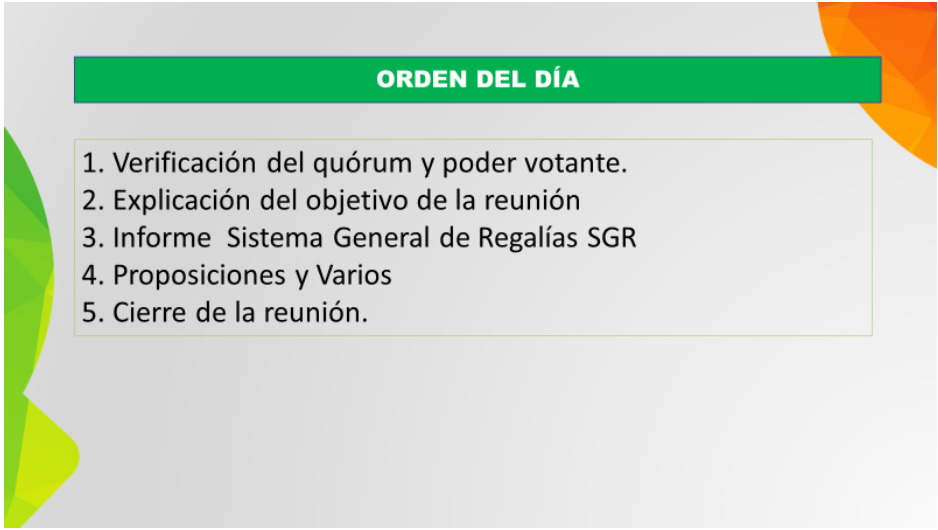 ORDEN DEL DÍA
1. Verificación del quórum y poder votante.
2. Explicación del objetivo de la reunión
3. Informe  Sistema General de Regalías SGR
4. Proposiciones y Varios
5. Cierre de la reunión.